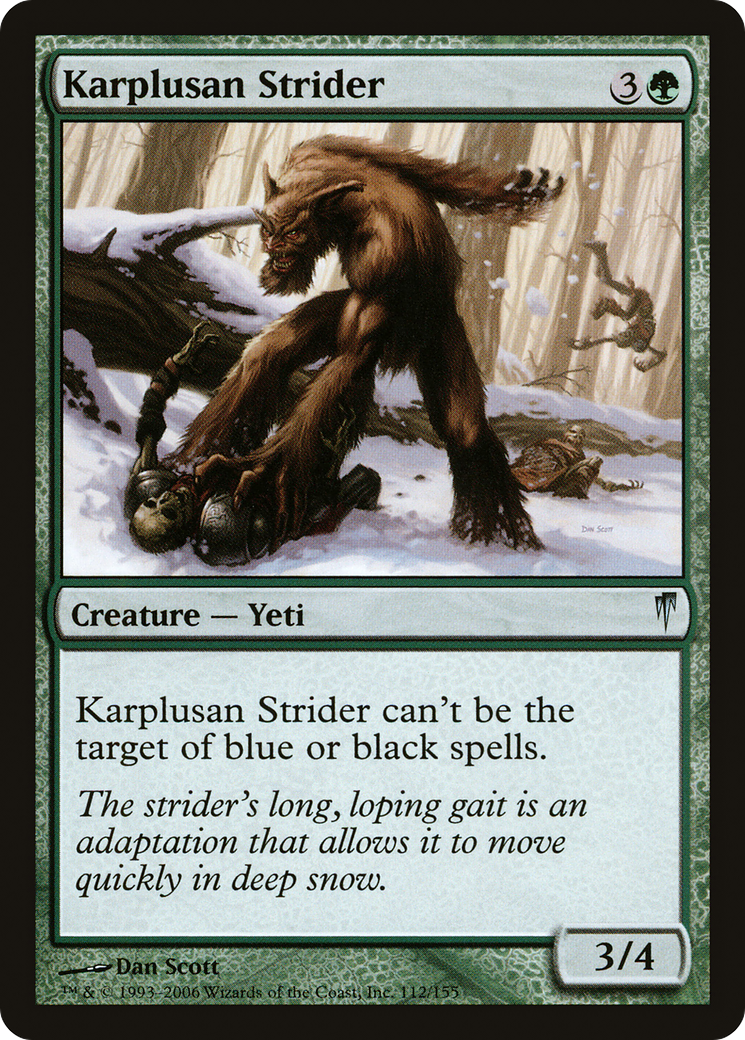 Karplusan Strider 3
Dan Scott
Creature — Yeti
Karplusan Strider can't be the
target of blue or black spells.
The strider's long, loping gait is an
adaptation that allows it to move
quickly in deep snow.
3/4
Dan Scott
™ & © 1993–2006 Wizards of the Coast, Inc. 112/155